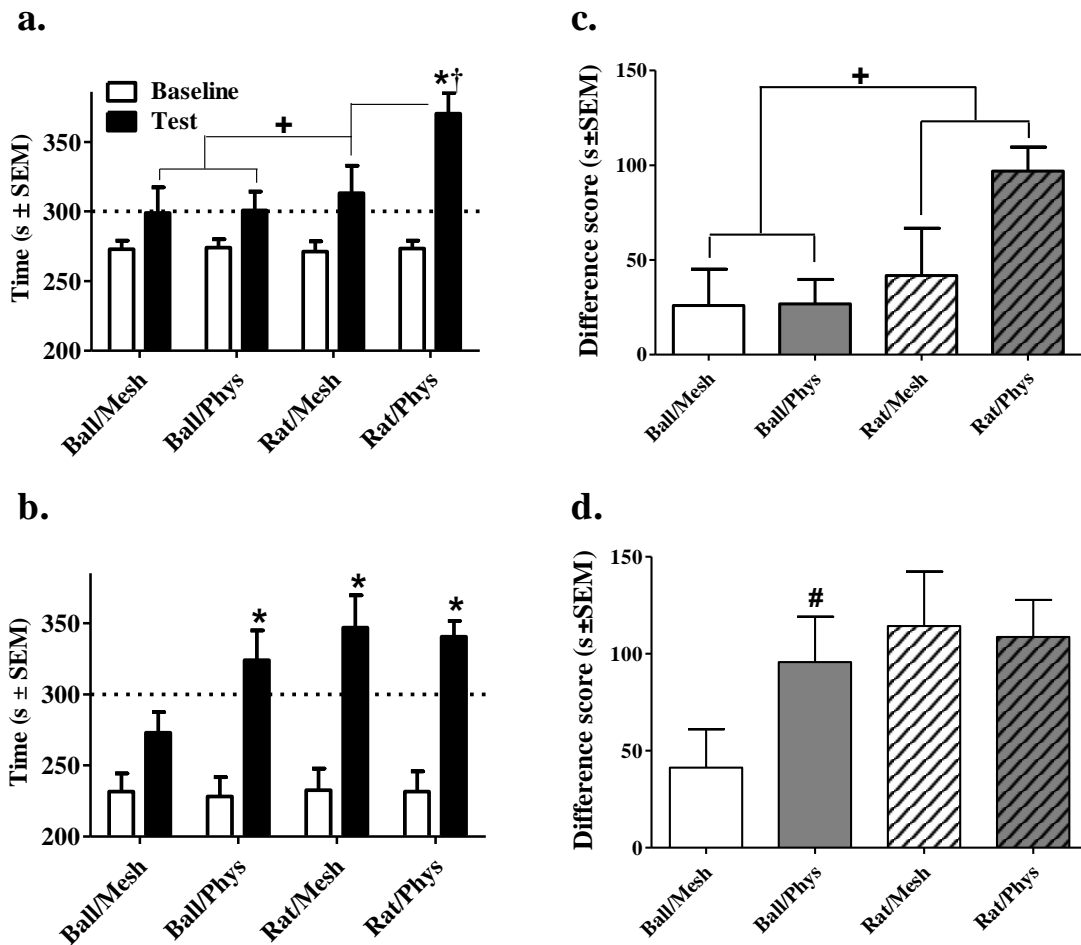 a.
*†
Baseline
Test
+
Time (s ± SEM)
350
300
250
200
Ball/Mesh
Ball/Phys
Rat/Mesh
Rat/Phys
c.
+
Difference score (s ±SEM)
150
100
50
0
Ball/Mesh
Ball/Phys
Rat/Mesh
Rat/Phys
b.
*
*
*
Time (s ± SEM)
350
300
250
200
Ball/Mesh
Ball/Phys
Rat/Mesh
Rat/Phys
d.
#
Difference score (s ±SEM)
150
100
50
0
Ball/Mesh
Ball/Phys
Rat/Mesh
Rat/Phys